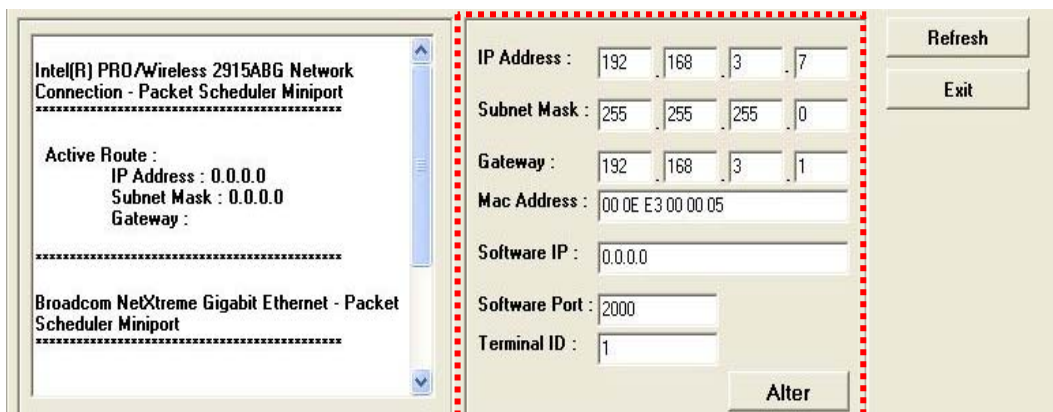 Intel(R) PRO/Wireless 2915ABG Network
Connection - Packet Scheduler Miniport
xxxxxxxxxxxxxxxxxxxxxxxxxxxxxxxxxxxxxxxxxxxx
Active Route :
IP Address : 0.0.0.0
Subnet Mask : 0.0.0.0
Gateway :
xxxxxxxxxxxxxxxxxxxxxxxxxxxxxxxxxxxxxxxxxxxx
Broadcom NetXtreme Gigabit Ethernet - Packet
Scheduler Miniport
xxxxxxxxxxxxxxxxxxxxxxxxxxxxxxxxxxxxxxxxxxxx
IP Address : 192 . 168 . 3 . 7
Subnet Mask : 255 . 255 . 255 . 0
Gateway : 192 . 168 . 3 . 1
Mac Address : 00 0E E3 00 00 05
Software IP : 0.0.0.0
Software Port : 2000
Terminal ID : 1
Alter
Refresh
Exit